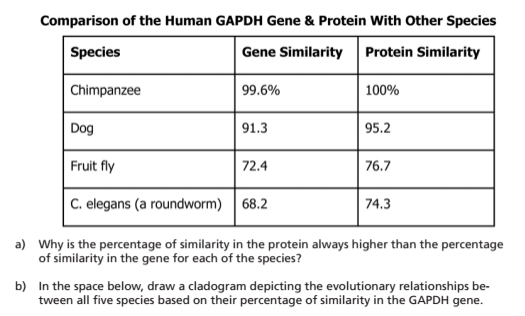 Comparison of the Human GAPDH Gene & Protein With Other Species
Species Gene Similarity Protein Similarity
Chimpanzee 99.6% 100%
Dog 91.3 95.2
Fruit fly 72.4 76.7
C. elegans (a roundworm) 68.2 74.3
a) Why is the percentage of similarity in the protein always higher than the percentage
of similarity in the gene for each of the species?
b) In the space below, draw a cladogram depicting the evolutionary relationships be-
tween all five species based on their percentage of similarity in the GAPDH gene.